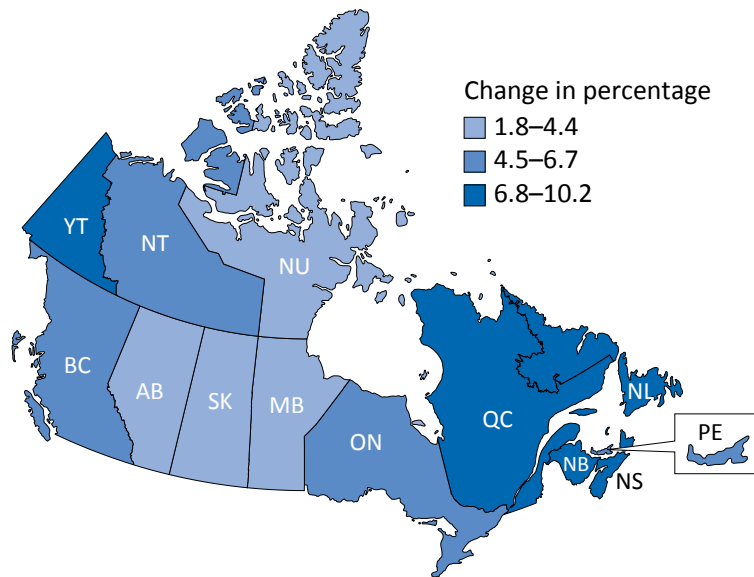 Change in percentage
1.8–4.4
4.5–6.7
6.8–10.2
YT
NT
NU
BC
AB
SK
MB
ON
QC
NL
PE
NB
NS